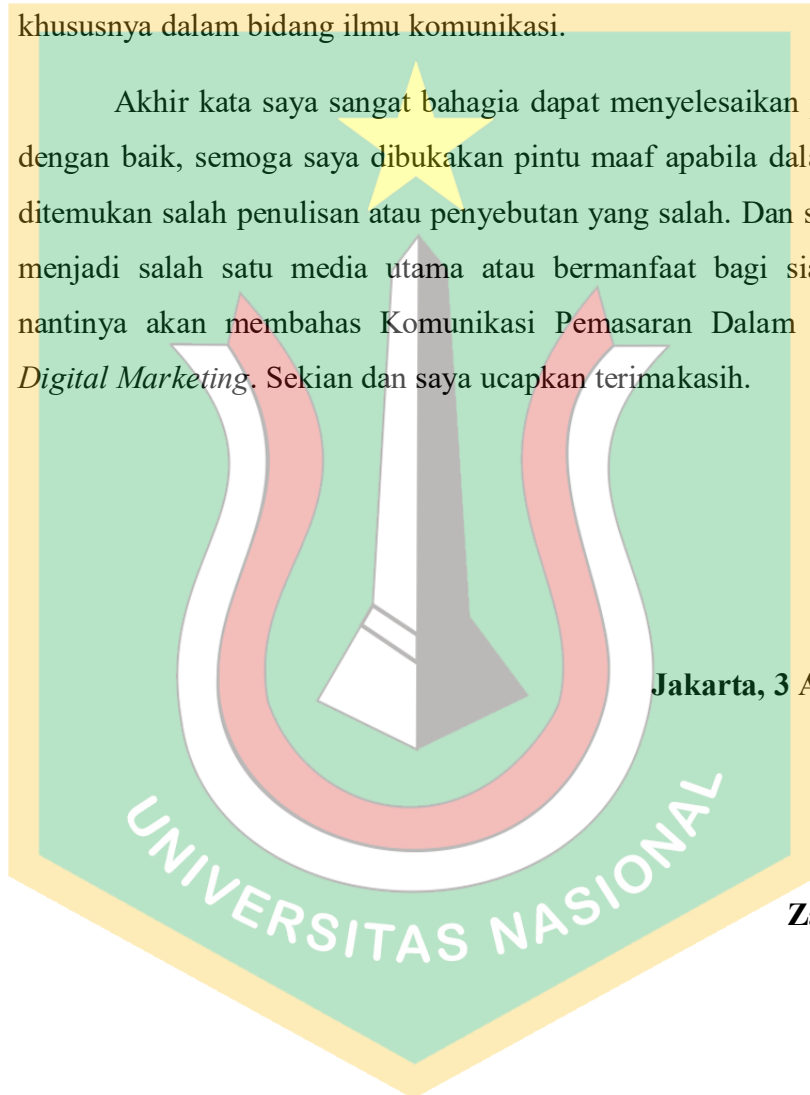 khususnya dalam bidang ilmu komunikasi.
Akhir kata saya sangat bahagia dapat menyelesaikan
dengan baik, semoga saya dibukakan pintu maaf apabila
ditemukan salah penulisan atau penyebutan yang salah. Dan
menjadi salah satu media utama atau bermanfaat bagi
nantinya akan membahas Komunikasi Pemasaran Dalam
Digital Marketing. Sekian dan saya ucapkan terimakasih.
Jakarta, 3
UNIVERSITAS NASIONAL